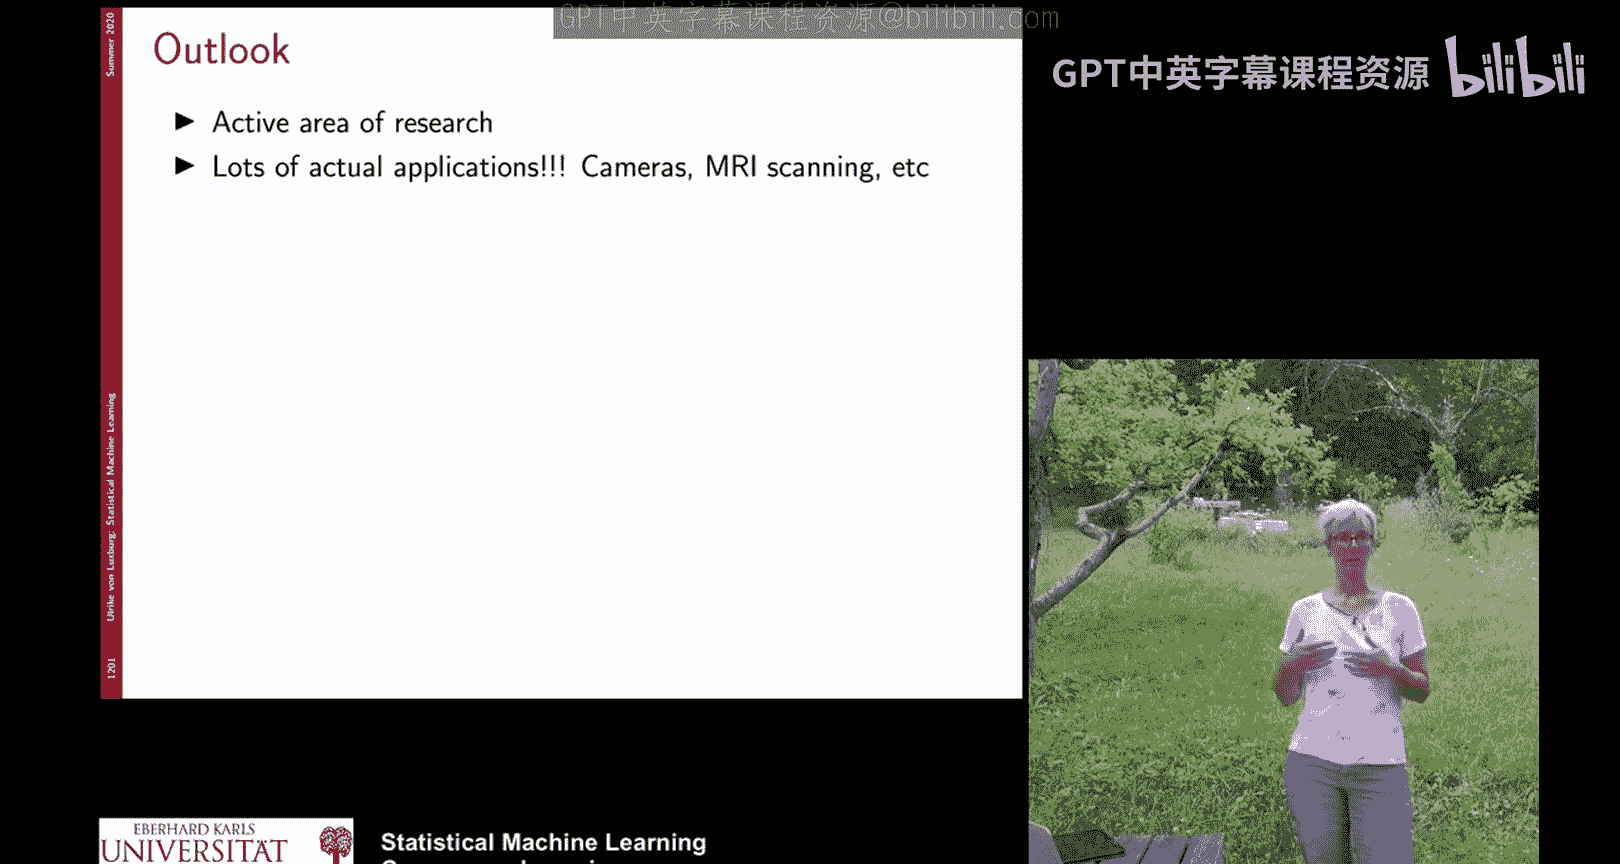 GPT中英字幕课程资源@bilibili.com
GPT中英字幕课程资源 bilibili
Summer 2020
Outlook
► Active area of research
► Lots of actual applications!!! Cameras, MRI scanning, etc
Ulrike von Luxburg: Statistical Machine Learning
1201
EBERHARD KARLS
UNIVERSITÄT
Statistical Machine Learning